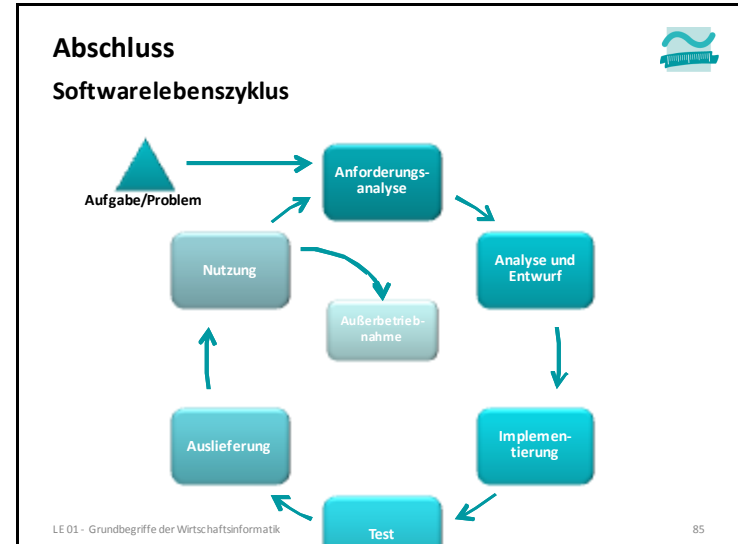 Abschluss
Softwarelebenszyklus
Aufgabe/Problem
Anforderungs-
analyse
Analyse und
Entwurf
Nutzung
Außerbetrieb-
nahme
Auslieferung
Implemen-
tierung
Test
LE 01 - Grundbegriffe der Wirtschaftsinformatik
85